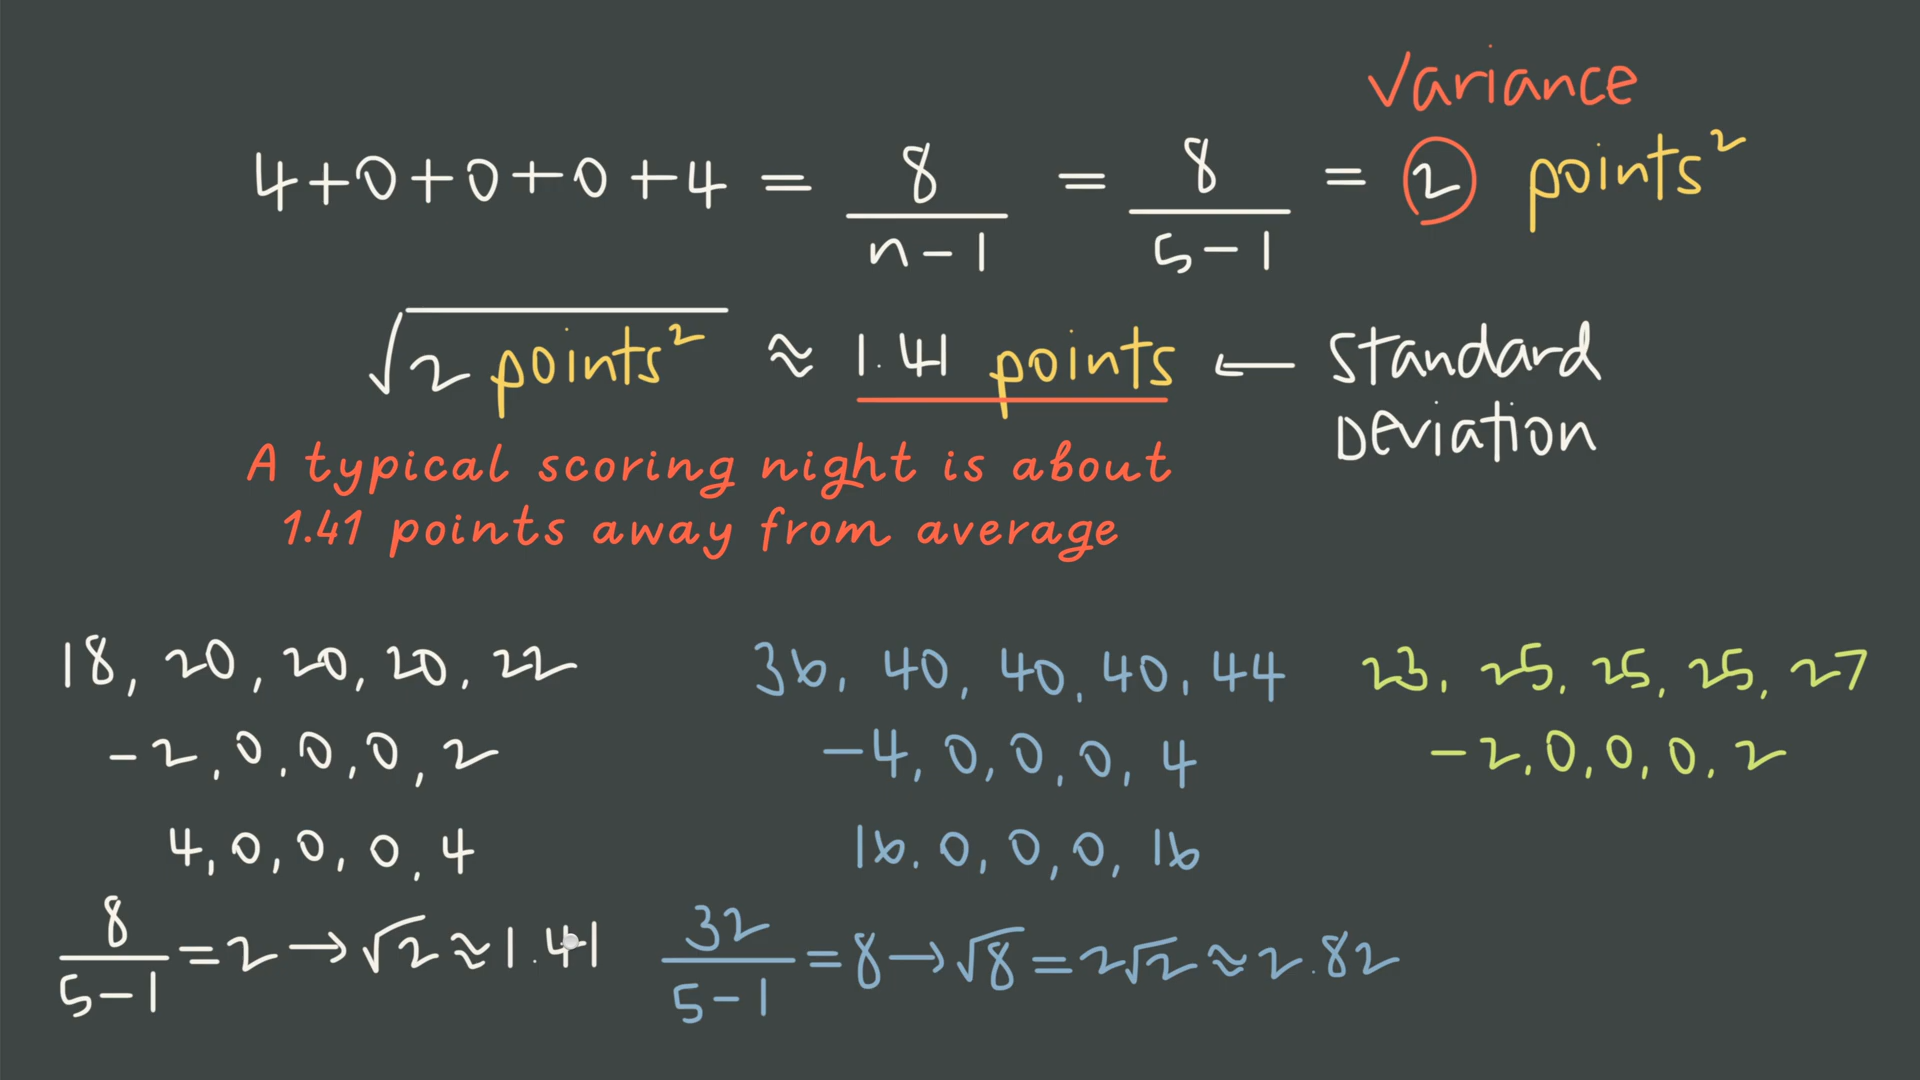 variance
4+0+0+0+4 = 8/(n-1) = 8/(5-1) = 2 points²
√(2 points²) ≈ 1.41 points ← Standard
Deviation
A typical scoring night is about
1.41 points away from average
18, 20, 20, 20, 22
-2, 0, 0, 0, 2
4, 0, 0, 0, 4
8/(5-1) = 2 → √2 ≈ 1.41
36, 40, 40, 40, 44
-4, 0, 0, 0, 4
16, 0, 0, 0, 16
32/(5-1) = 8 → √8 = 2√2 ≈ 2.82
23, 25, 25, 25, 27
-2, 0, 0, 0, 2